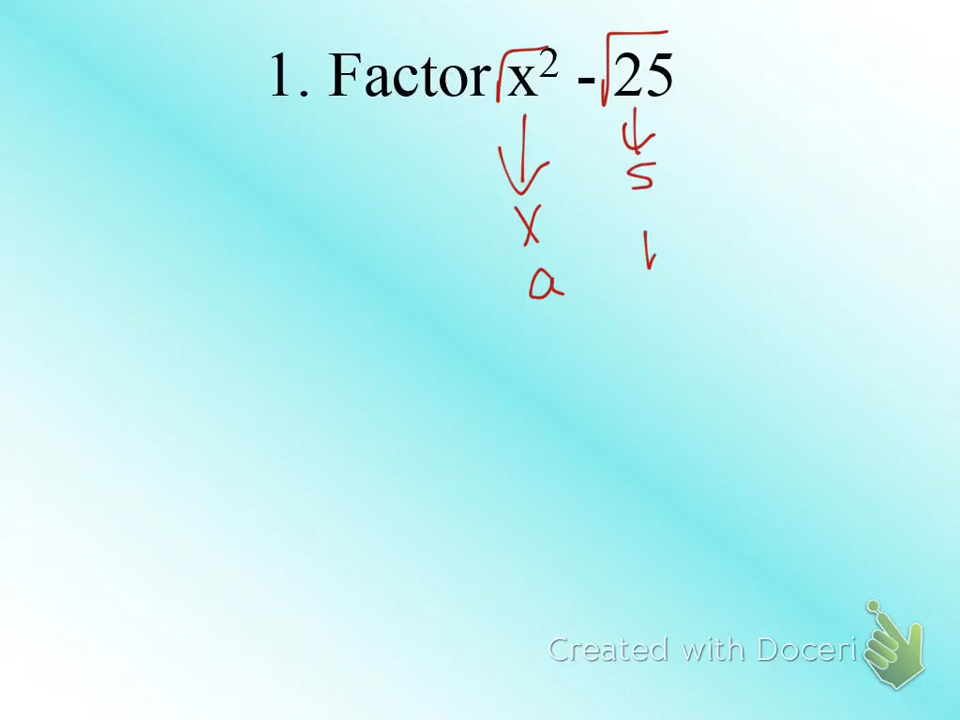 1. Factor √x² - √25
↓ ↓
x 5
a
Created with Doceri